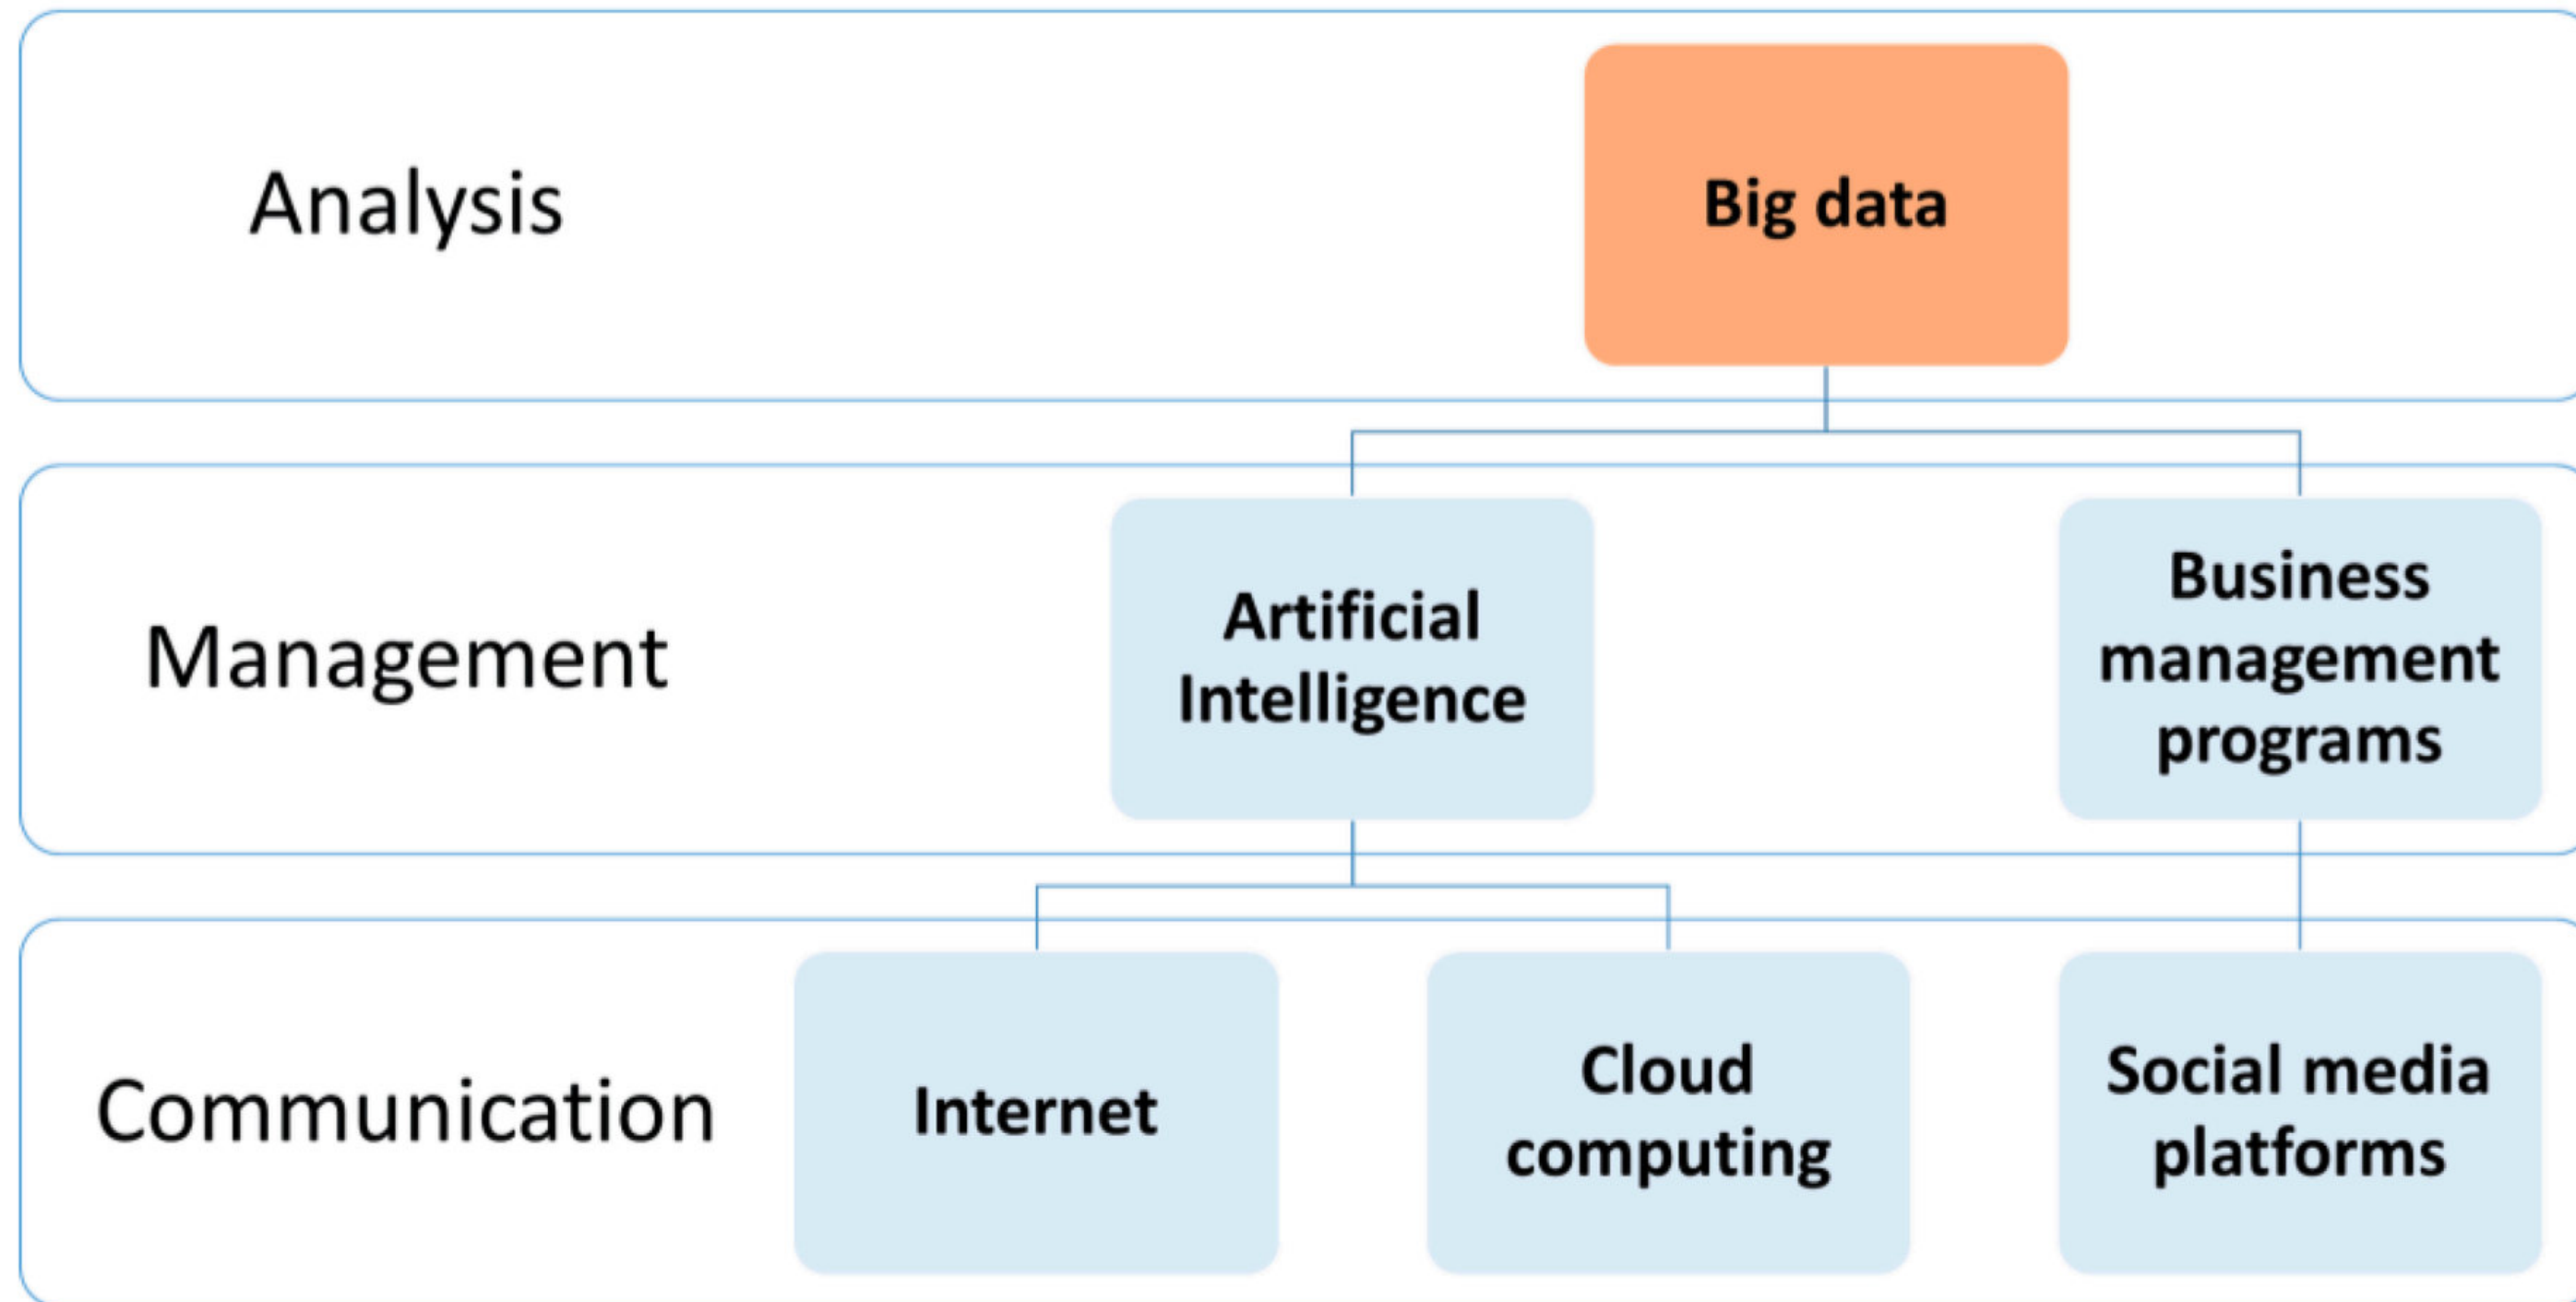 Analysis
Big data
Management
Artificial
Intelligence
Business
management
programs
Communication
Internet
Cloud
computing
Social media
platforms